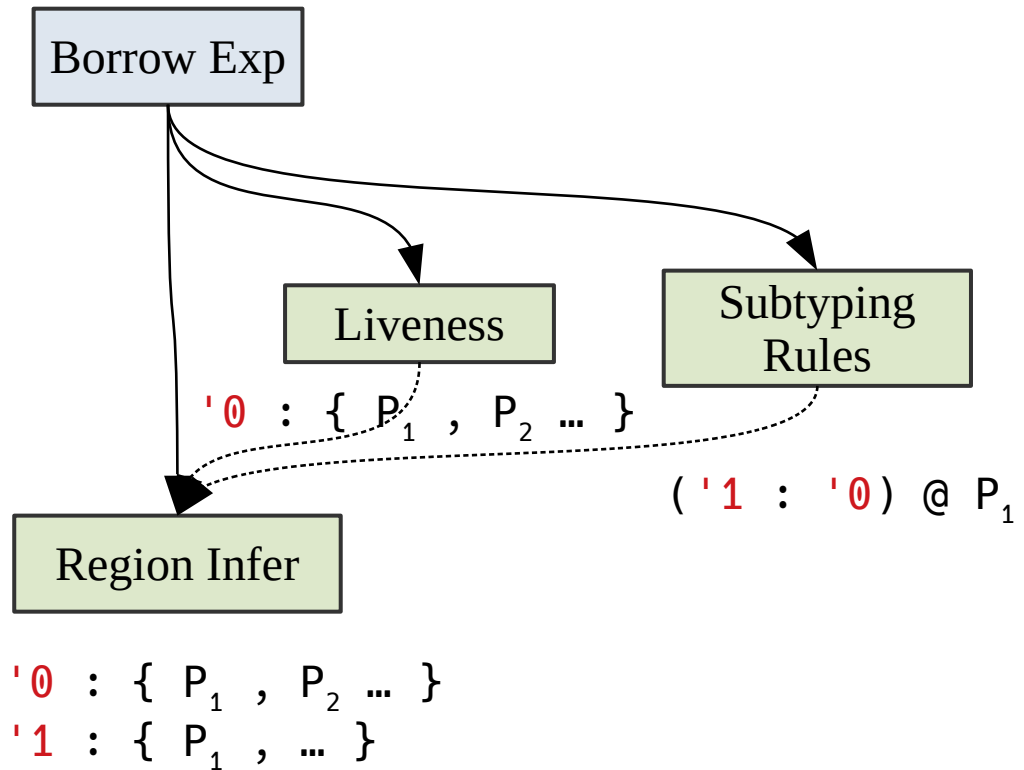 Borrow Exp
Liveness
Subtyping
Rules
'0 : { P₁ , P₂ … }
('1 : '0) @ P₁
Region Infer
'0 : { P₁ , P₂ … }
'1 : { P₁ , … }